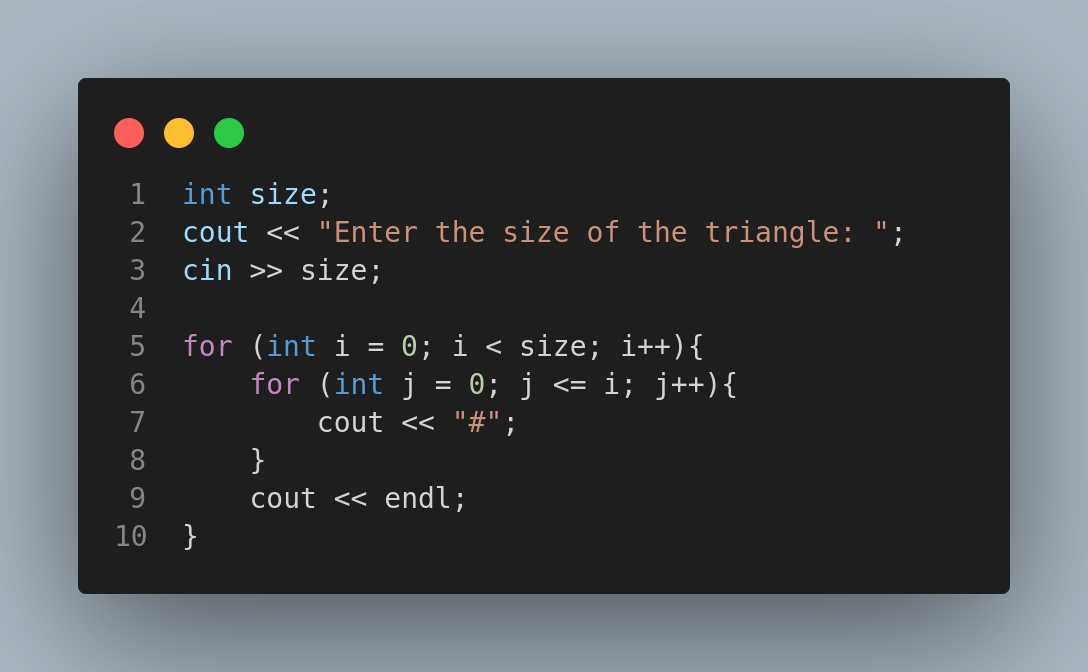 1 int size;
2 cout << "Enter the size of the triangle: ";
3 cin >> size;
4
5 for (int i = 0; i < size; i++){
6     for (int j = 0; j <= i; j++){
7         cout << "#";
8     }
9     cout << endl;
10 }